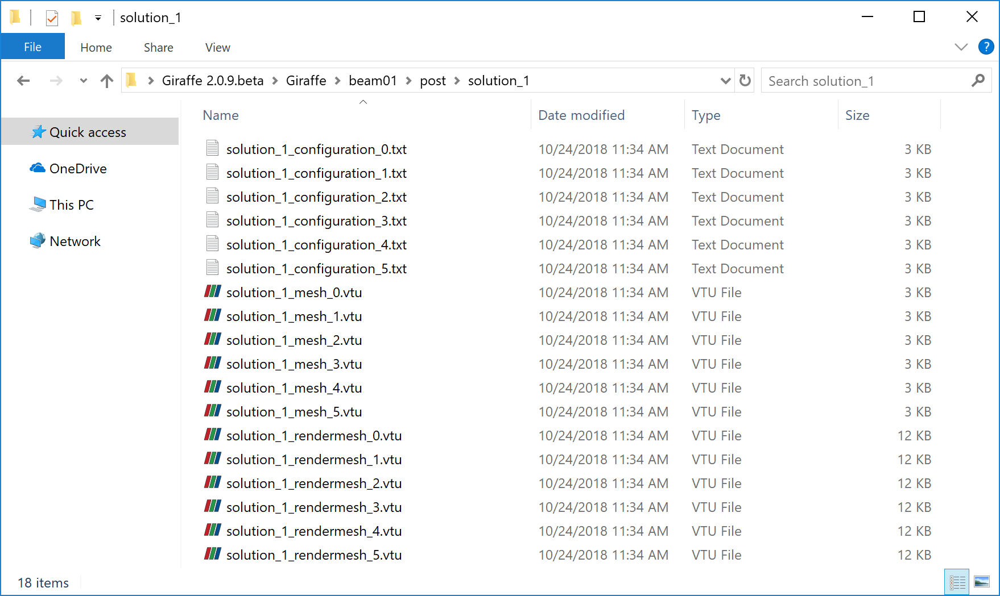 solution_1
File Home Share View ?
Giraffe 2.0.9.beta Giraffe beam01 post solution_1 Search solution_1
Name Date modified Type Size
Quick access
OneDrive
This PC
Network
solution_1_configuration_0.txt 10/24/2018 11:34 AM Text Document 3 KB
solution_1_configuration_1.txt 10/24/2018 11:34 AM Text Document 3 KB
solution_1_configuration_2.txt 10/24/2018 11:34 AM Text Document 3 KB
solution_1_configuration_3.txt 10/24/2018 11:34 AM Text Document 3 KB
solution_1_configuration_4.txt 10/24/2018 11:34 AM Text Document 3 KB
solution_1_configuration_5.txt 10/24/2018 11:34 AM Text Document 3 KB
solution_1_mesh_0.vtu 10/24/2018 11:34 AM VTU File 3 KB
solution_1_mesh_1.vtu 10/24/2018 11:34 AM VTU File 3 KB
solution_1_mesh_2.vtu 10/24/2018 11:34 AM VTU File 3 KB
solution_1_mesh_3.vtu 10/24/2018 11:34 AM VTU File 3 KB
solution_1_mesh_4.vtu 10/24/2018 11:34 AM VTU File 3 KB
solution_1_mesh_5.vtu 10/24/2018 11:34 AM VTU File 3 KB
solution_1_rendermesh_0.vtu 10/24/2018 11:34 AM VTU File 12 KB
solution_1_rendermesh_1.vtu 10/24/2018 11:34 AM VTU File 12 KB
solution_1_rendermesh_2.vtu 10/24/2018 11:34 AM VTU File 12 KB
solution_1_rendermesh_3.vtu 10/24/2018 11:34 AM VTU File 12 KB
solution_1_rendermesh_4.vtu 10/24/2018 11:34 AM VTU File 12 KB
solution_1_rendermesh_5.vtu 10/24/2018 11:34 AM VTU File 12 KB
18 items